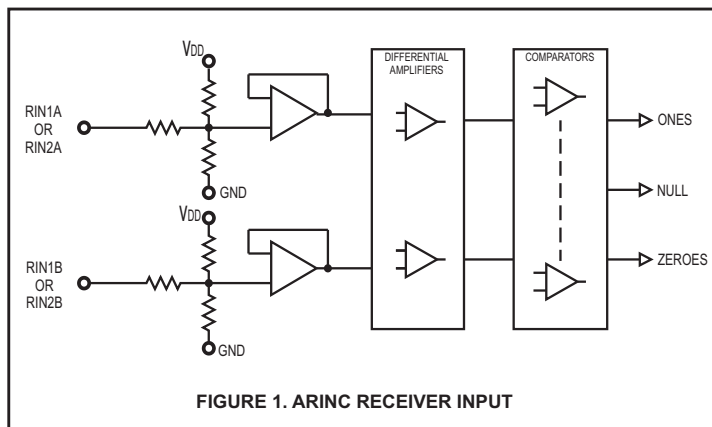 VDD
DIFFERENTIAL
AMPLIFIERS
COMPARATORS
RIN1A
OR
RIN2A
ONES
GND
NULL
VDD
RIN1B
OR
RIN2B
ZEROES
GND
FIGURE 1. ARINC RECEIVER INPUT